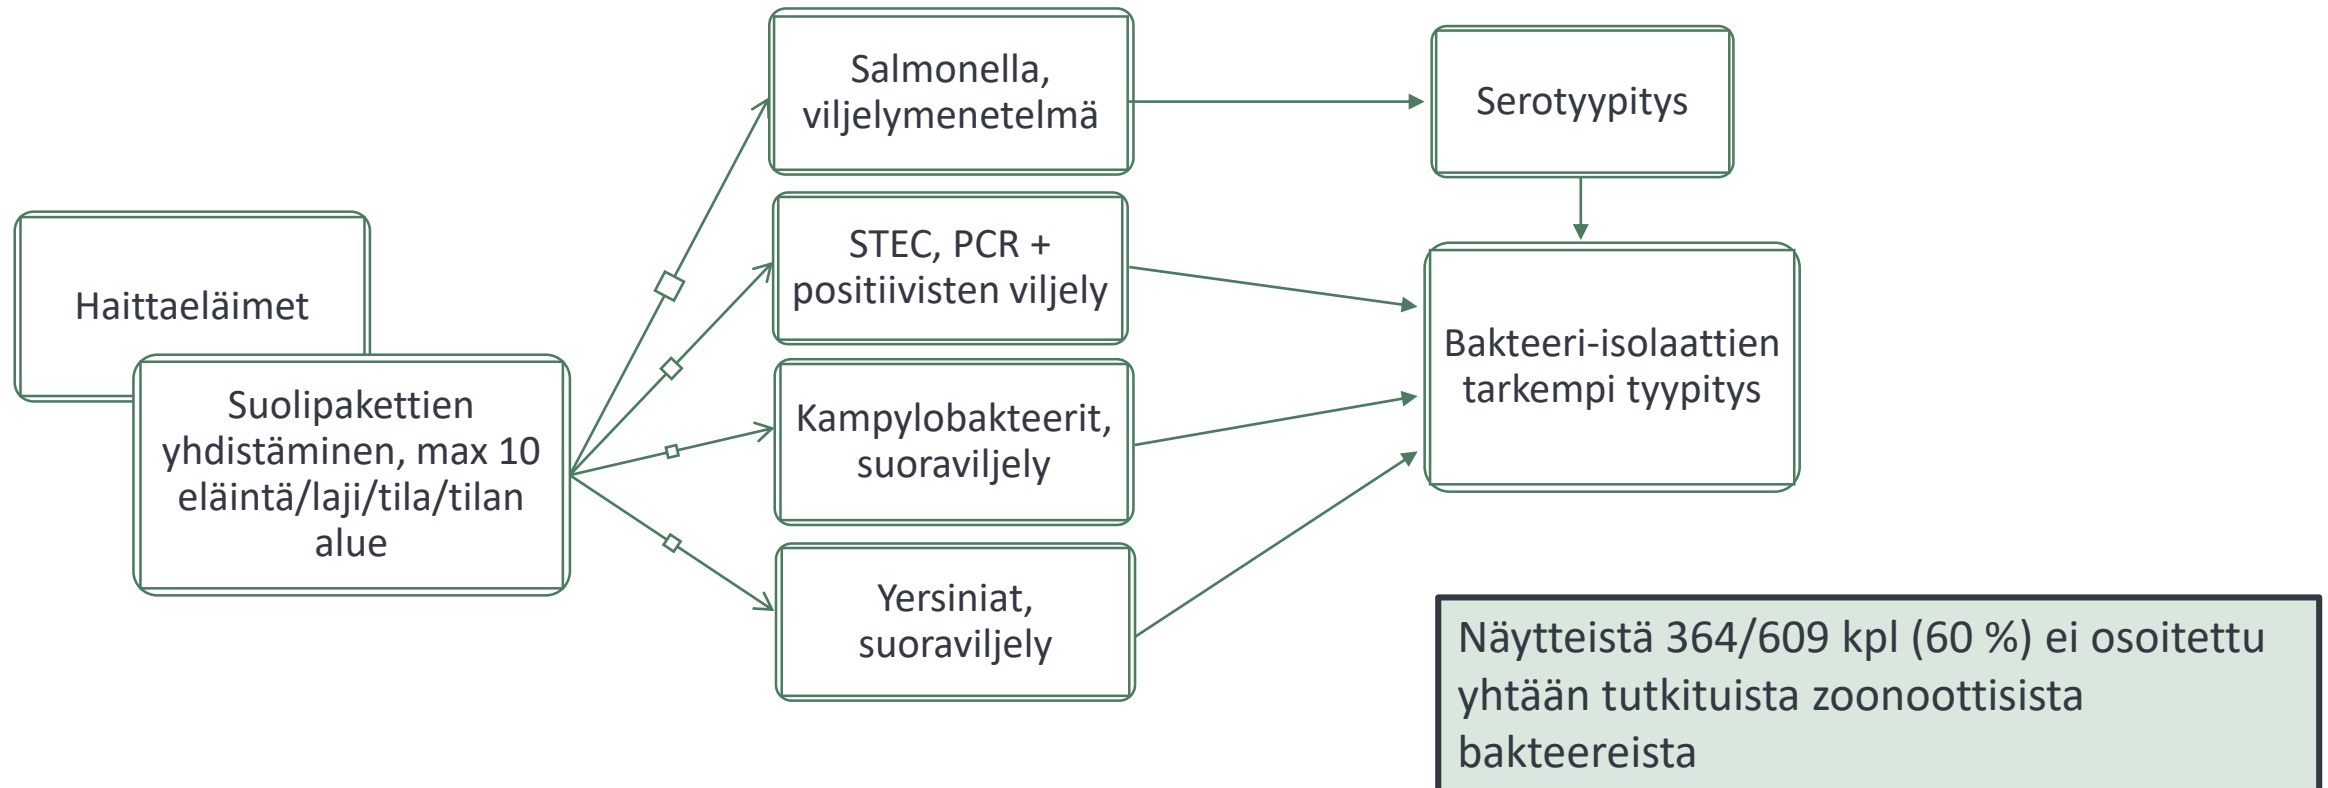 Haittaeläimet
Suolipakettien
yhdistäminen, max 10
eläintä/laji/tila/tilan
alue
Salmonella,
viljelymenetelmä
STEC, PCR +
positiivisten viljely
Kampylobakteerit,
suoraviljely
Yersiniat,
suoraviljely
Serotyypitys
Bakteeri-isolaattien
tarkempi tyypitys
Näytteistä 364/609 kpl (60 %) ei osoitettu
yhtään tutkituista zoonoottisista
bakteereista